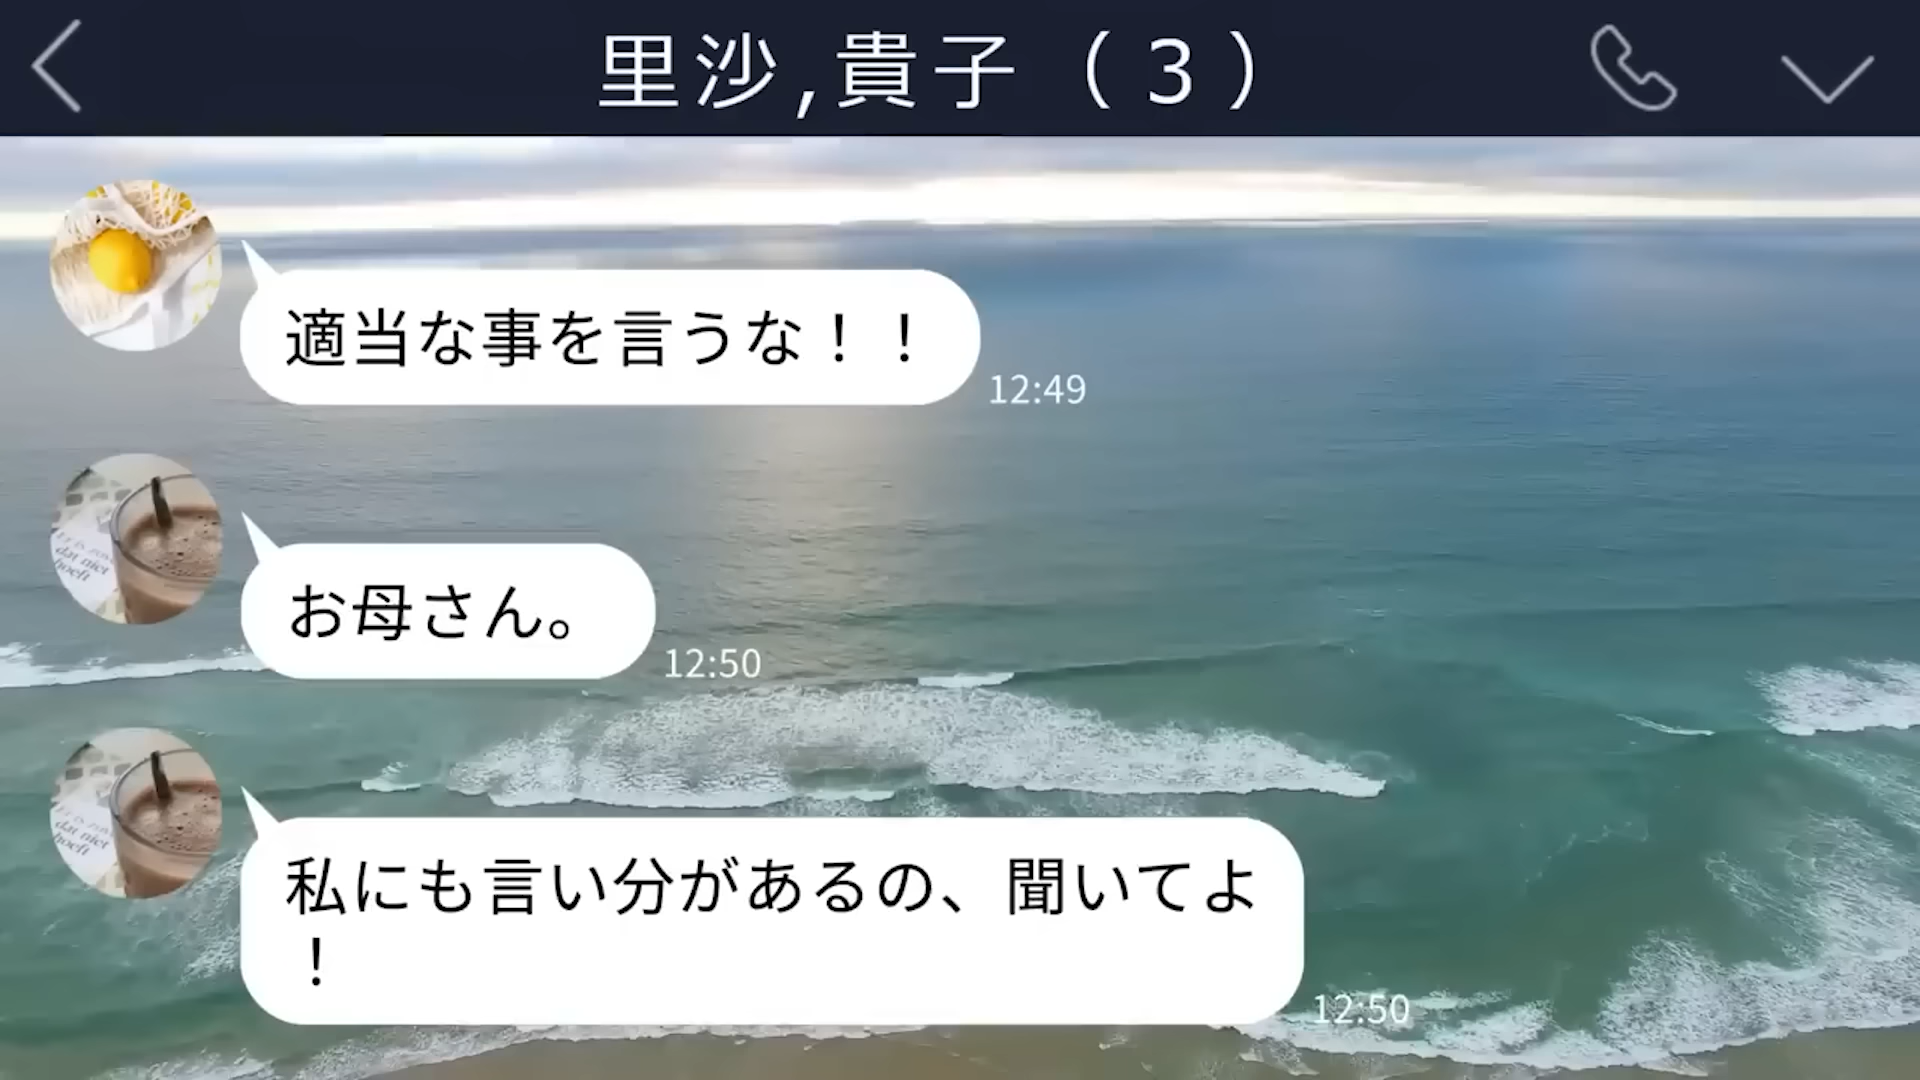 里沙,貴子（3）
適当な事を言うな！！
12:49
お母さん。
12:50
私にも言い分があるの、聞いてよ
！
12:50